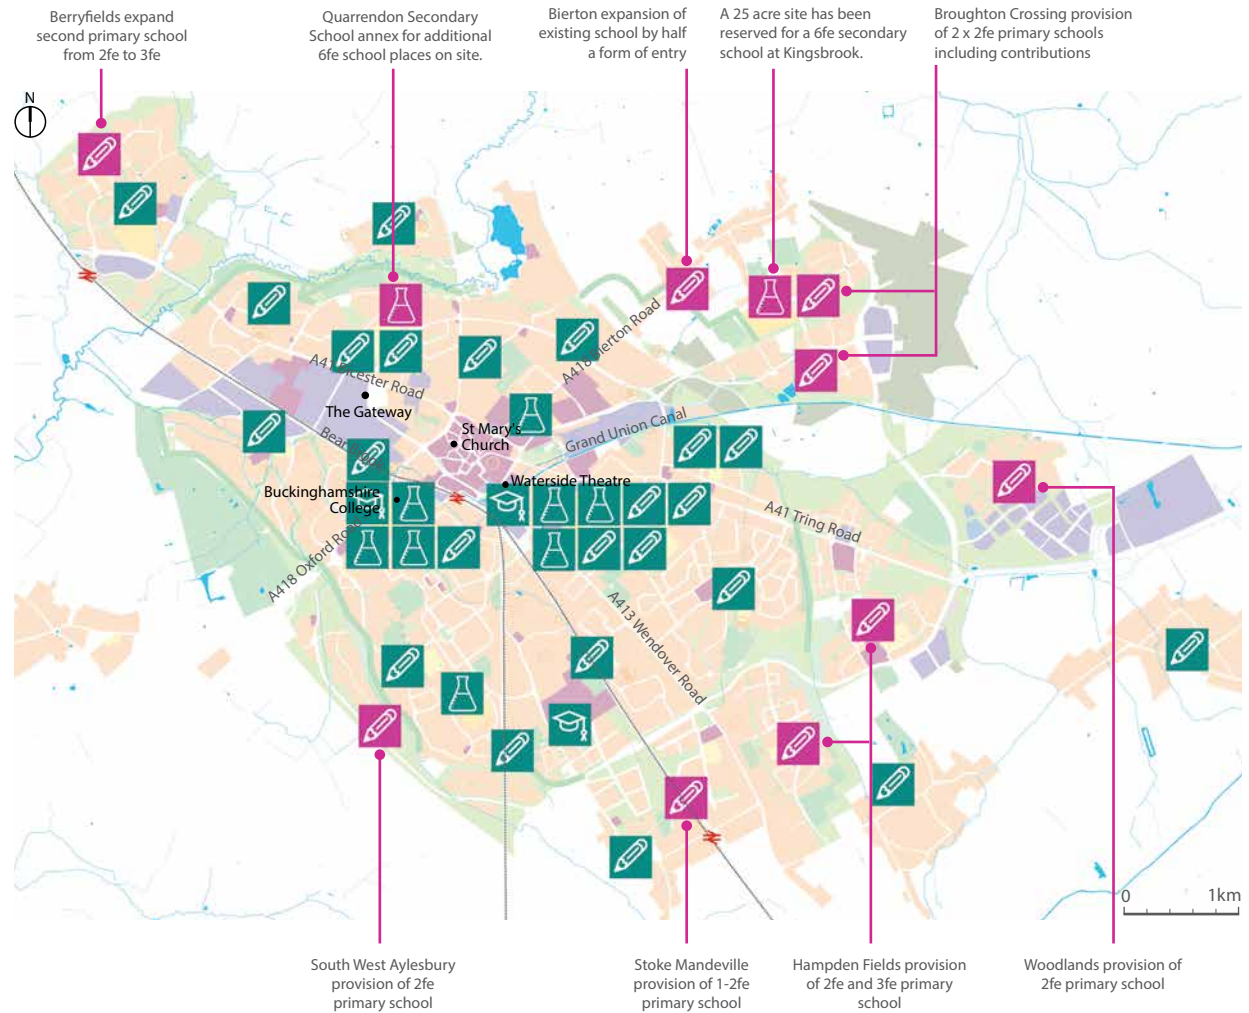 Berryfields expand
second primary school
from 2fe to 3fe
Quarrendon Secondary
School annex for additional
6fe school places on site.
Bierton expansion of
existing school by half
a form of entry
A 25 acre site has been
reserved for a 6fe secondary
school at Kingsbrook.
Broughton Crossing provision
of 2 x 2fe primary schools
including contributions
N
A418 Bierton Road
A41 Bicester Road
The Gateway
St Mary's
Church
Grand Union Canal
Bear Brook
Waterside Theatre
Buckinghamshire
College
A41 Tring Road
A418 Oxford Road
A413 Wendover Road
0
1km
South West Aylesbury
provision of 2fe
primary school
Stoke Mandeville
provision of 1-2fe
primary school
Hampden Fields provision
of 2fe and 3fe primary
school
Woodlands provision of
2fe primary school